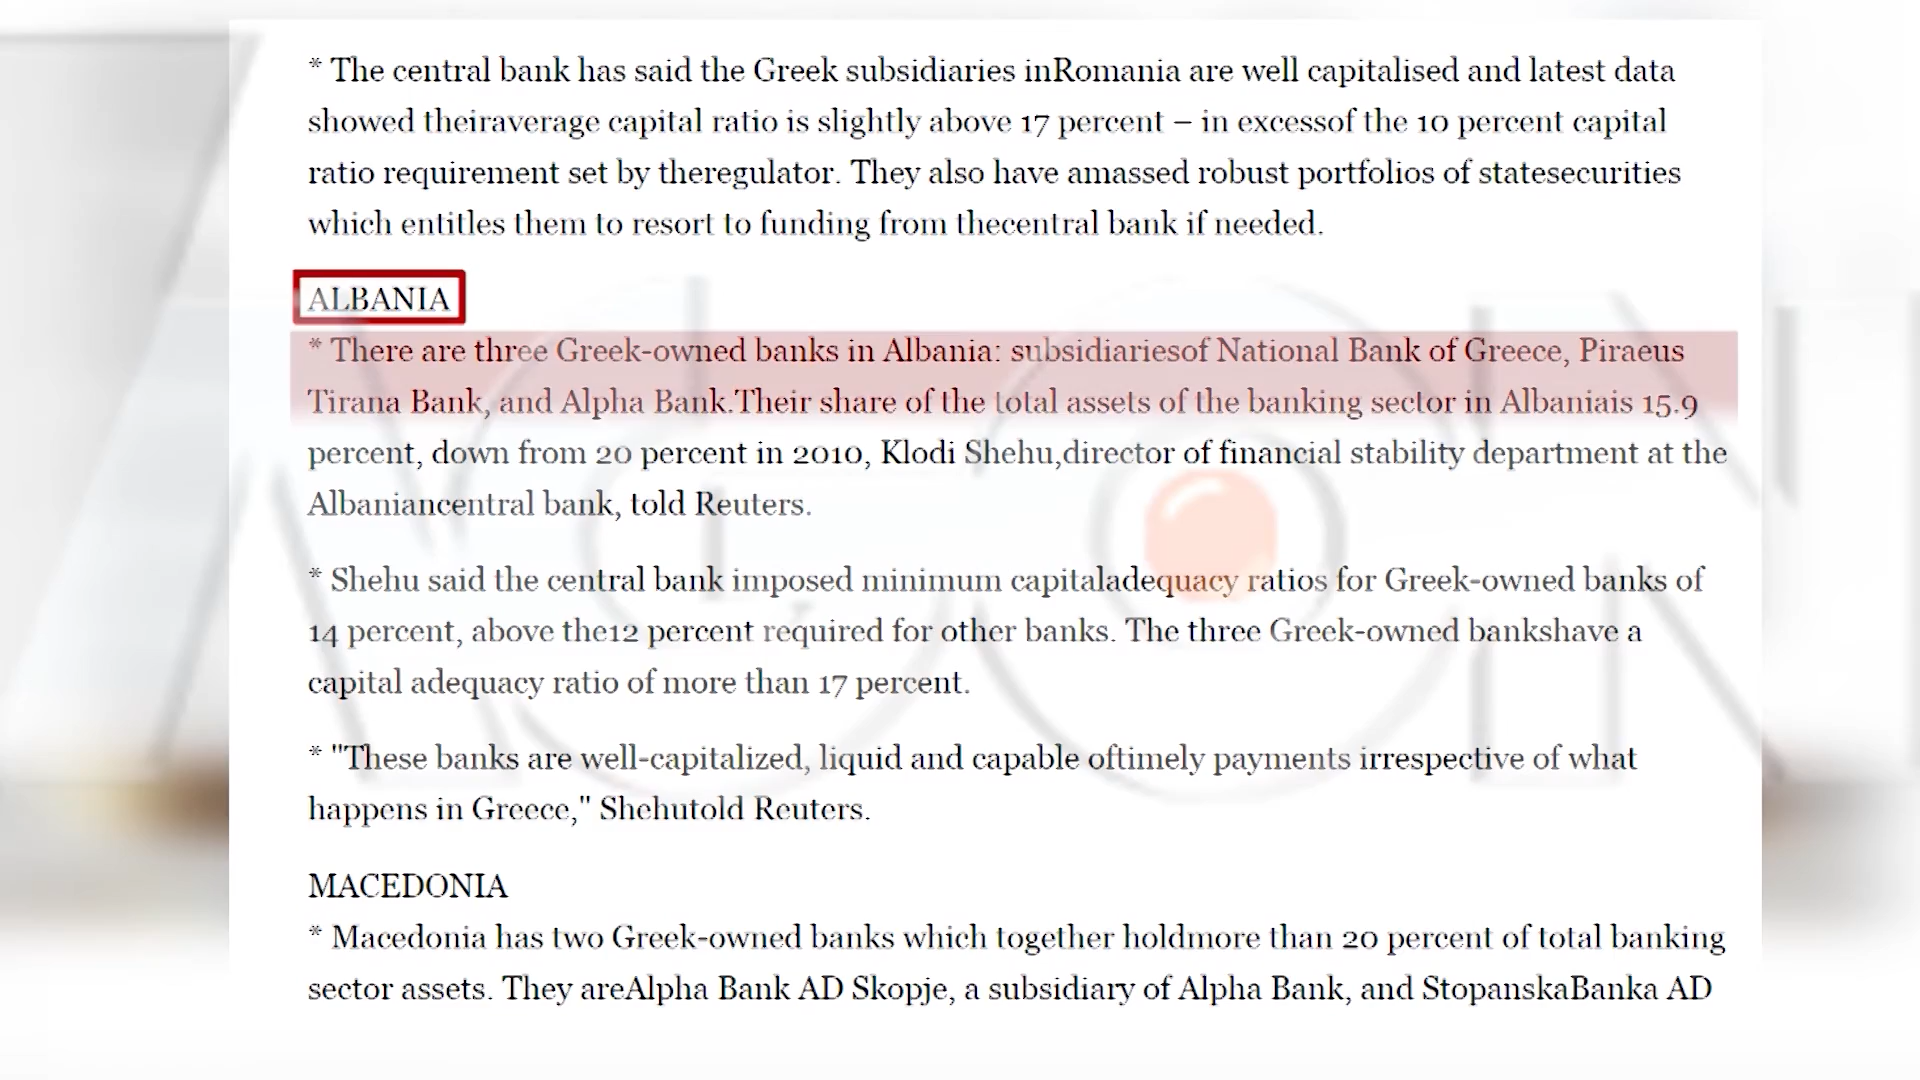 * The central bank has said the Greek subsidiaries inRomania are well capitalised and latest data
showed theiraverage capital ratio is slightly above 17 percent – in excessof the 10 percent capital
ratio requirement set by theregulator. They also have amassed robust portfolios of statesecurities
which entitles them to resort to funding from thecentral bank if needed.
ALBANIA
* There are three Greek-owned banks in Albania: subsidiariesof National Bank of Greece, Piraeus
Tirana Bank, and Alpha Bank.Their share of the total assets of the banking sector in Albaniais 15.9
percent, down from 20 percent in 2010, Klodi Shehu,director of financial stability department at the
Albaniancentral bank, told Reuters.
* Shehu said the central bank imposed minimum capitaladequacy ratios for Greek-owned banks of
14 percent, above the12 percent required for other banks. The three Greek-owned bankshave a
capital adequacy ratio of more than 17 percent.
* "These banks are well-capitalized, liquid and capable oftimely payments irrespective of what
happens in Greece," Shehutold Reuters.
MACEDONIA
* Macedonia has two Greek-owned banks which together holdmore than 20 percent of total banking
sector assets. They areAlpha Bank AD Skopje, a subsidiary of Alpha Bank, and StopanskaBanka AD